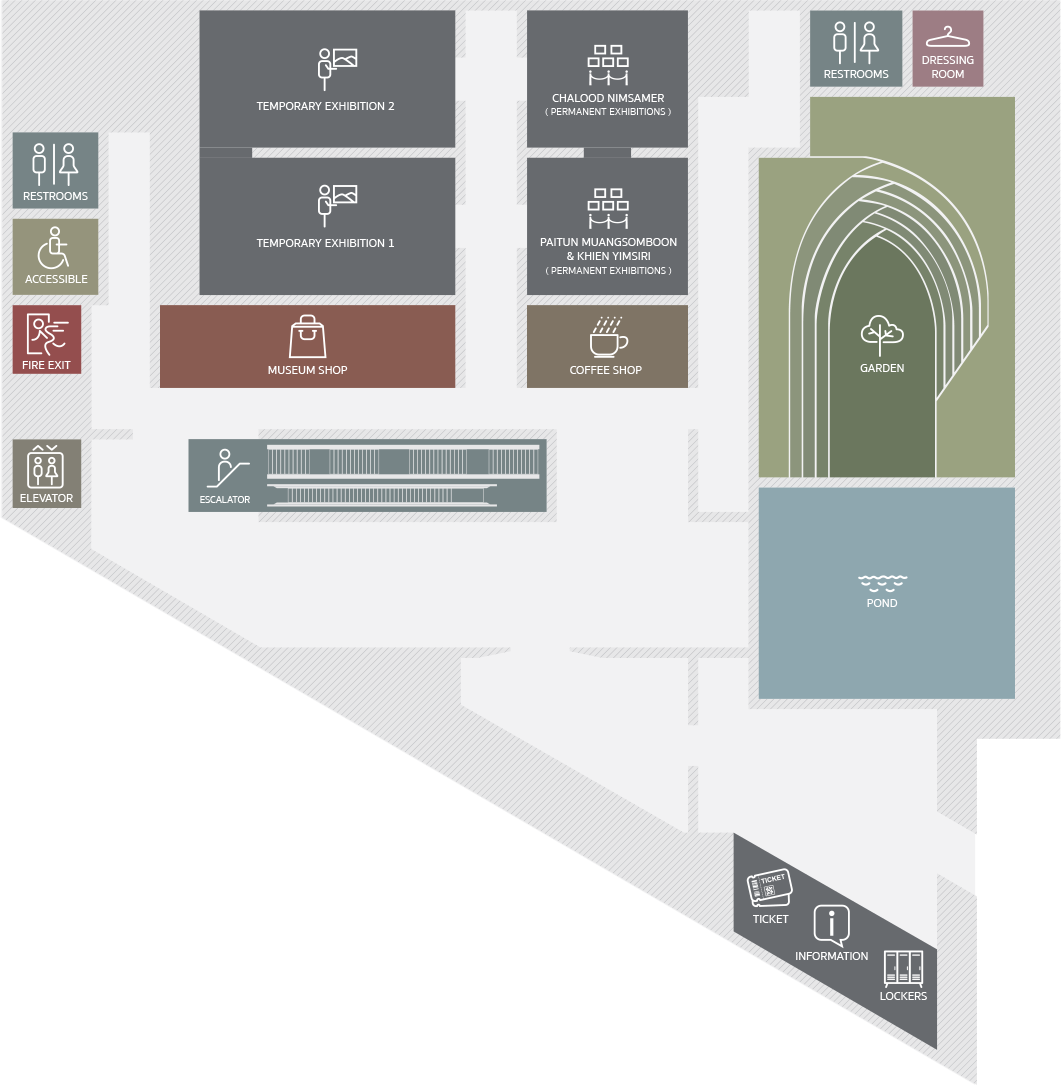 RESTROOMS
DRESSING
ROOM
TEMPORARY EXHIBITION 2
CHALOOD NIMSAMER
( PERMANENT EXHIBITIONS )
RESTROOMS
TEMPORARY EXHIBITION 1
PAITUN MUANGSOMBOON
& KHIEN YIMSIRI
( PERMANENT EXHIBITIONS )
ACCESSIBLE
FIRE EXIT
MUSEUM SHOP
COFFEE SHOP
GARDEN
ELEVATOR
ESCALATOR
POND
TICKET
TICKET
INFORMATION
LOCKERS